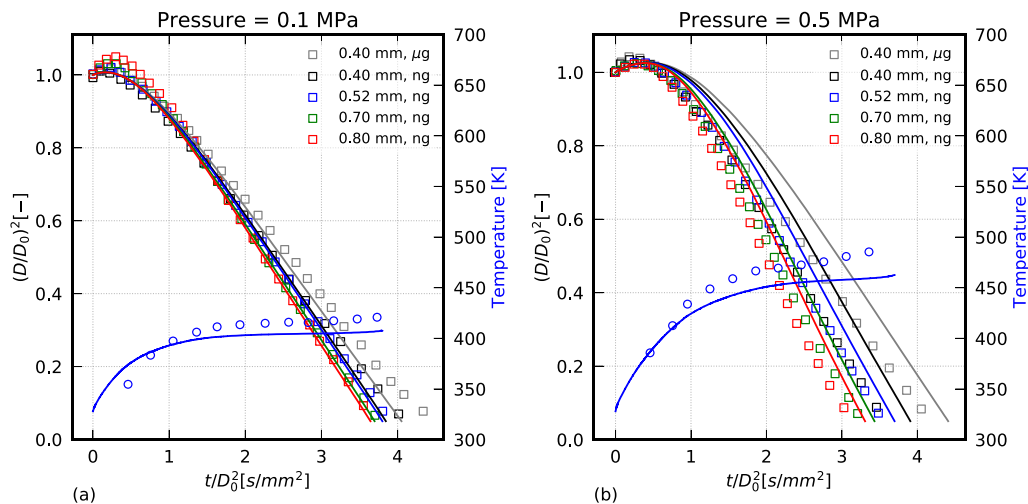 Pressure = 0.1 MPa
1.0
0.8
0.6
0.4
0.2
0.0
(D/D₀)²[−]
0.40 mm, μg
0.40 mm, ng
0.52 mm, ng
0.70 mm, ng
0.80 mm, ng
700
650
600
550
500
450
400
350
300
Temperature [K]
0 1 2 3 4
t/D₀²[s/mm²]
(a)
Pressure = 0.5 MPa
1.0
0.8
0.6
0.4
0.2
0.0
(D/D₀)²[−]
0.40 mm, μg
0.40 mm, ng
0.52 mm, ng
0.70 mm, ng
0.80 mm, ng
700
650
600
550
500
450
400
350
300
Temperature [K]
0 1 2 3 4
t/D₀²[s/mm²]
(b)